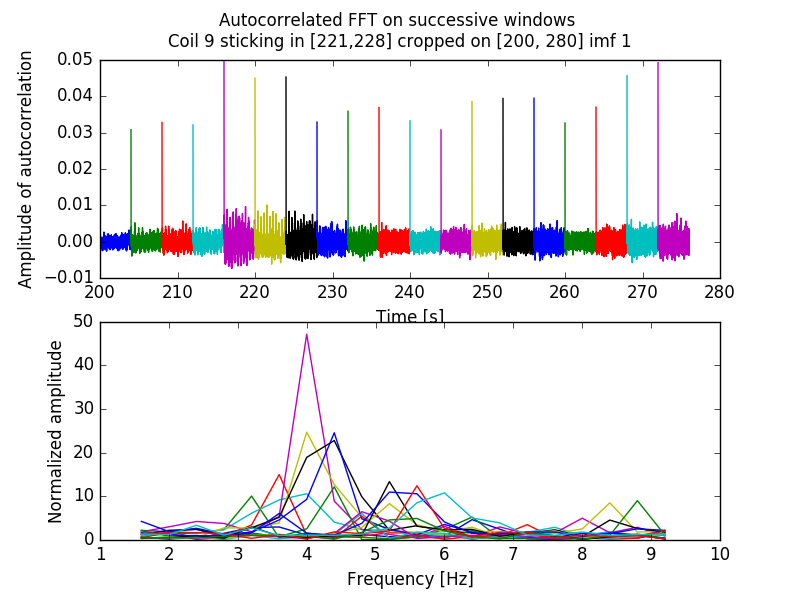 Autocorrelated FFT on successive windows
Coil 9 sticking in [221,228] cropped on [200, 280] imf 1
Amplitude of autocorrelation
0.05
0.04
0.03
0.02
0.01
0.00
−0.01
200 210 220 230 240 250 260 270 280
Time [s]
Normalized amplitude
50
40
30
20
10
0
1 2 3 4 5 6 7 8 9 10
Frequency [Hz]